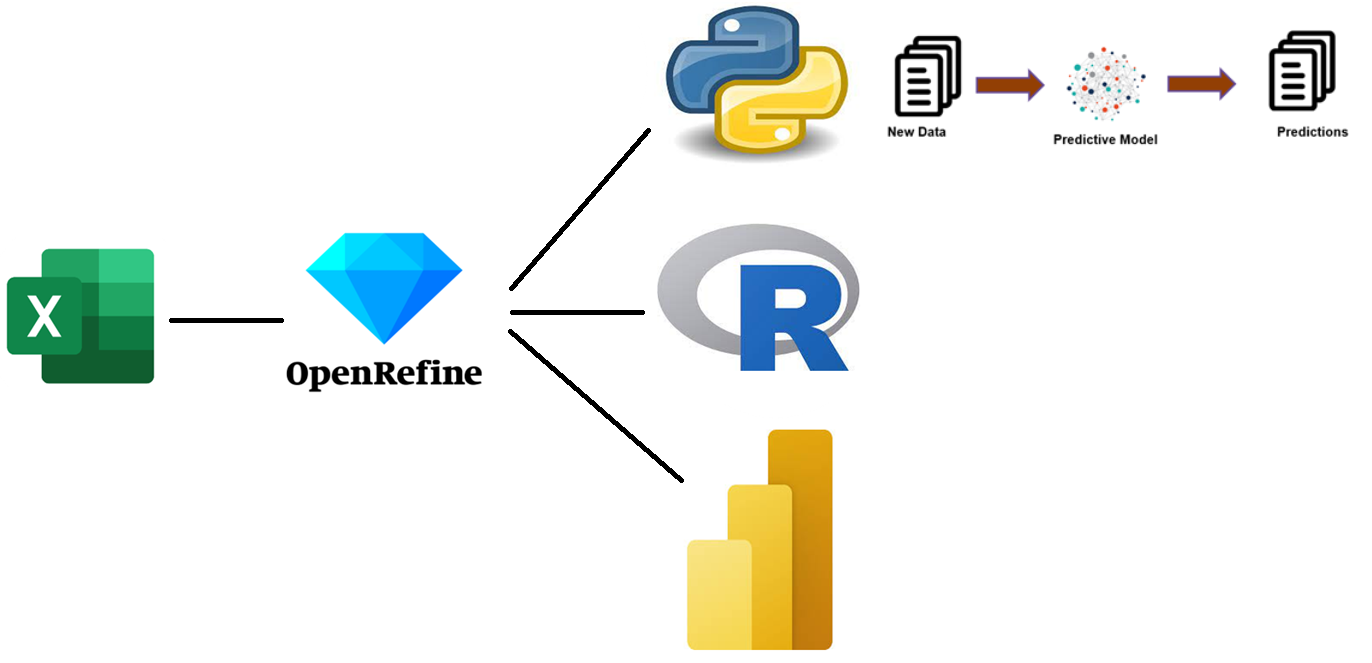 New Data
Predictive Model
Predictions
X
OpenRefine
R